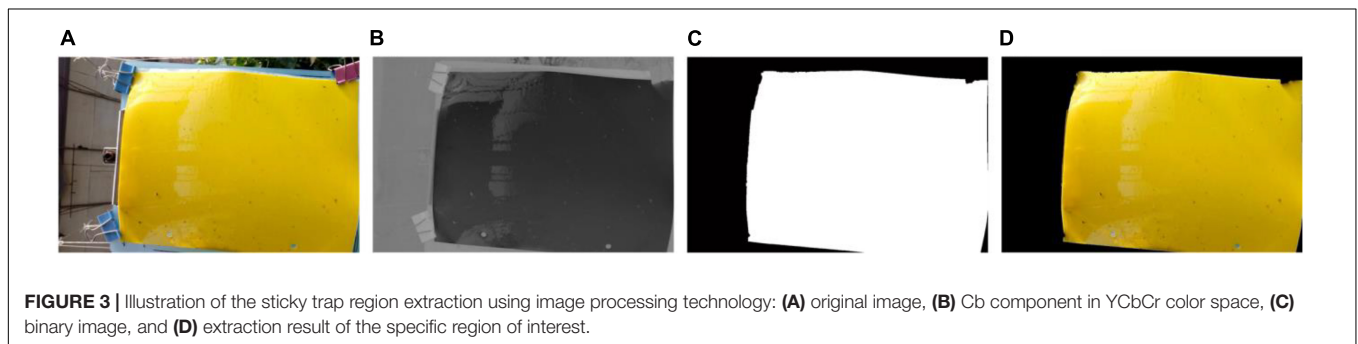 A B C D
FIGURE 3 | Illustration of the sticky trap region extraction using image processing technology: (A) original image, (B) Cb component in YCbCr color space, (C)
binary image, and (D) extraction result of the specific region of interest.